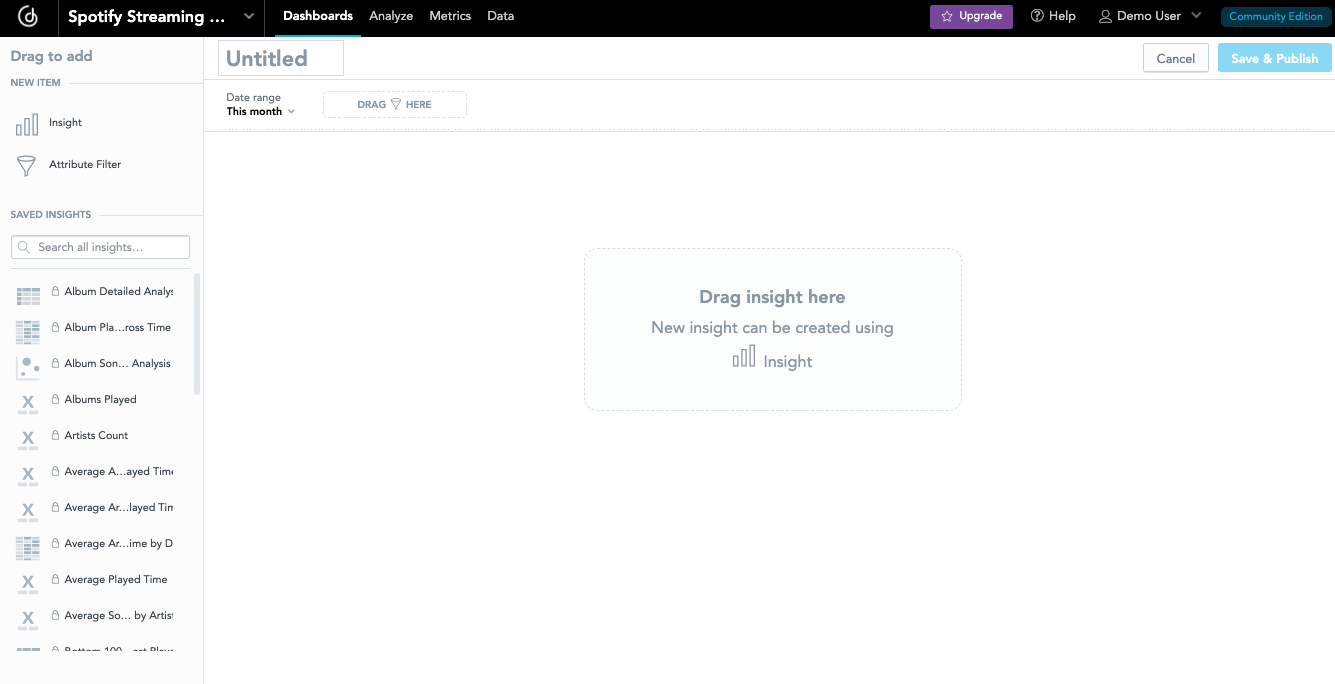 Spotify Streaming ...
Dashboards
Analyze
Metrics
Data
Upgrade
Help
Demo User
Community Edition
Drag to add
Untitled
Cancel
Save & Publish
NEW ITEM
Insight
Attribute Filter
Date range
This month
DRAG HERE
SAVED INSIGHTS
Search all insights...
Album Detailed Analys
Album Pla...ross Time
Album Son... Analysis
Albums Played
Artists Count
Average A...ayed Time
Average Ar...layed Tim
Average Ar...ime by D
Average Played Time
Average So... by Artist
Bottom 100
Drag insight here
New insight can be created using
Insight